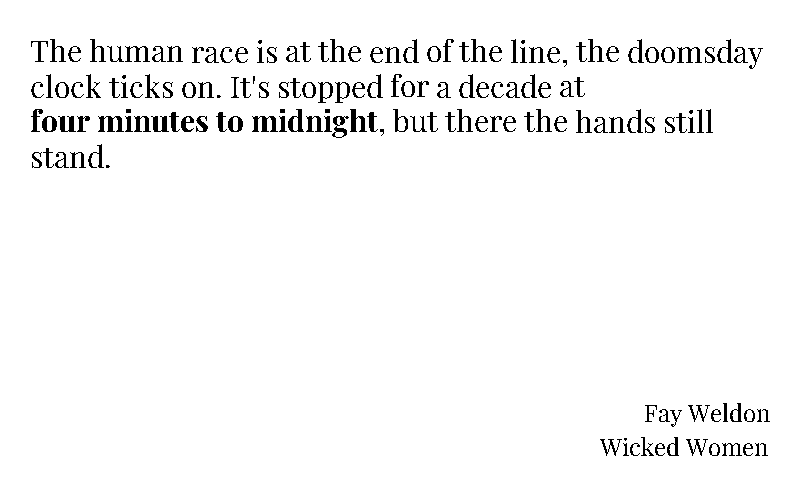 The human race is at the end of the line, the doomsday
clock ticks on. It's stopped for a decade at
four minutes to midnight, but there the hands still
stand.
Fay Weldon
Wicked Women